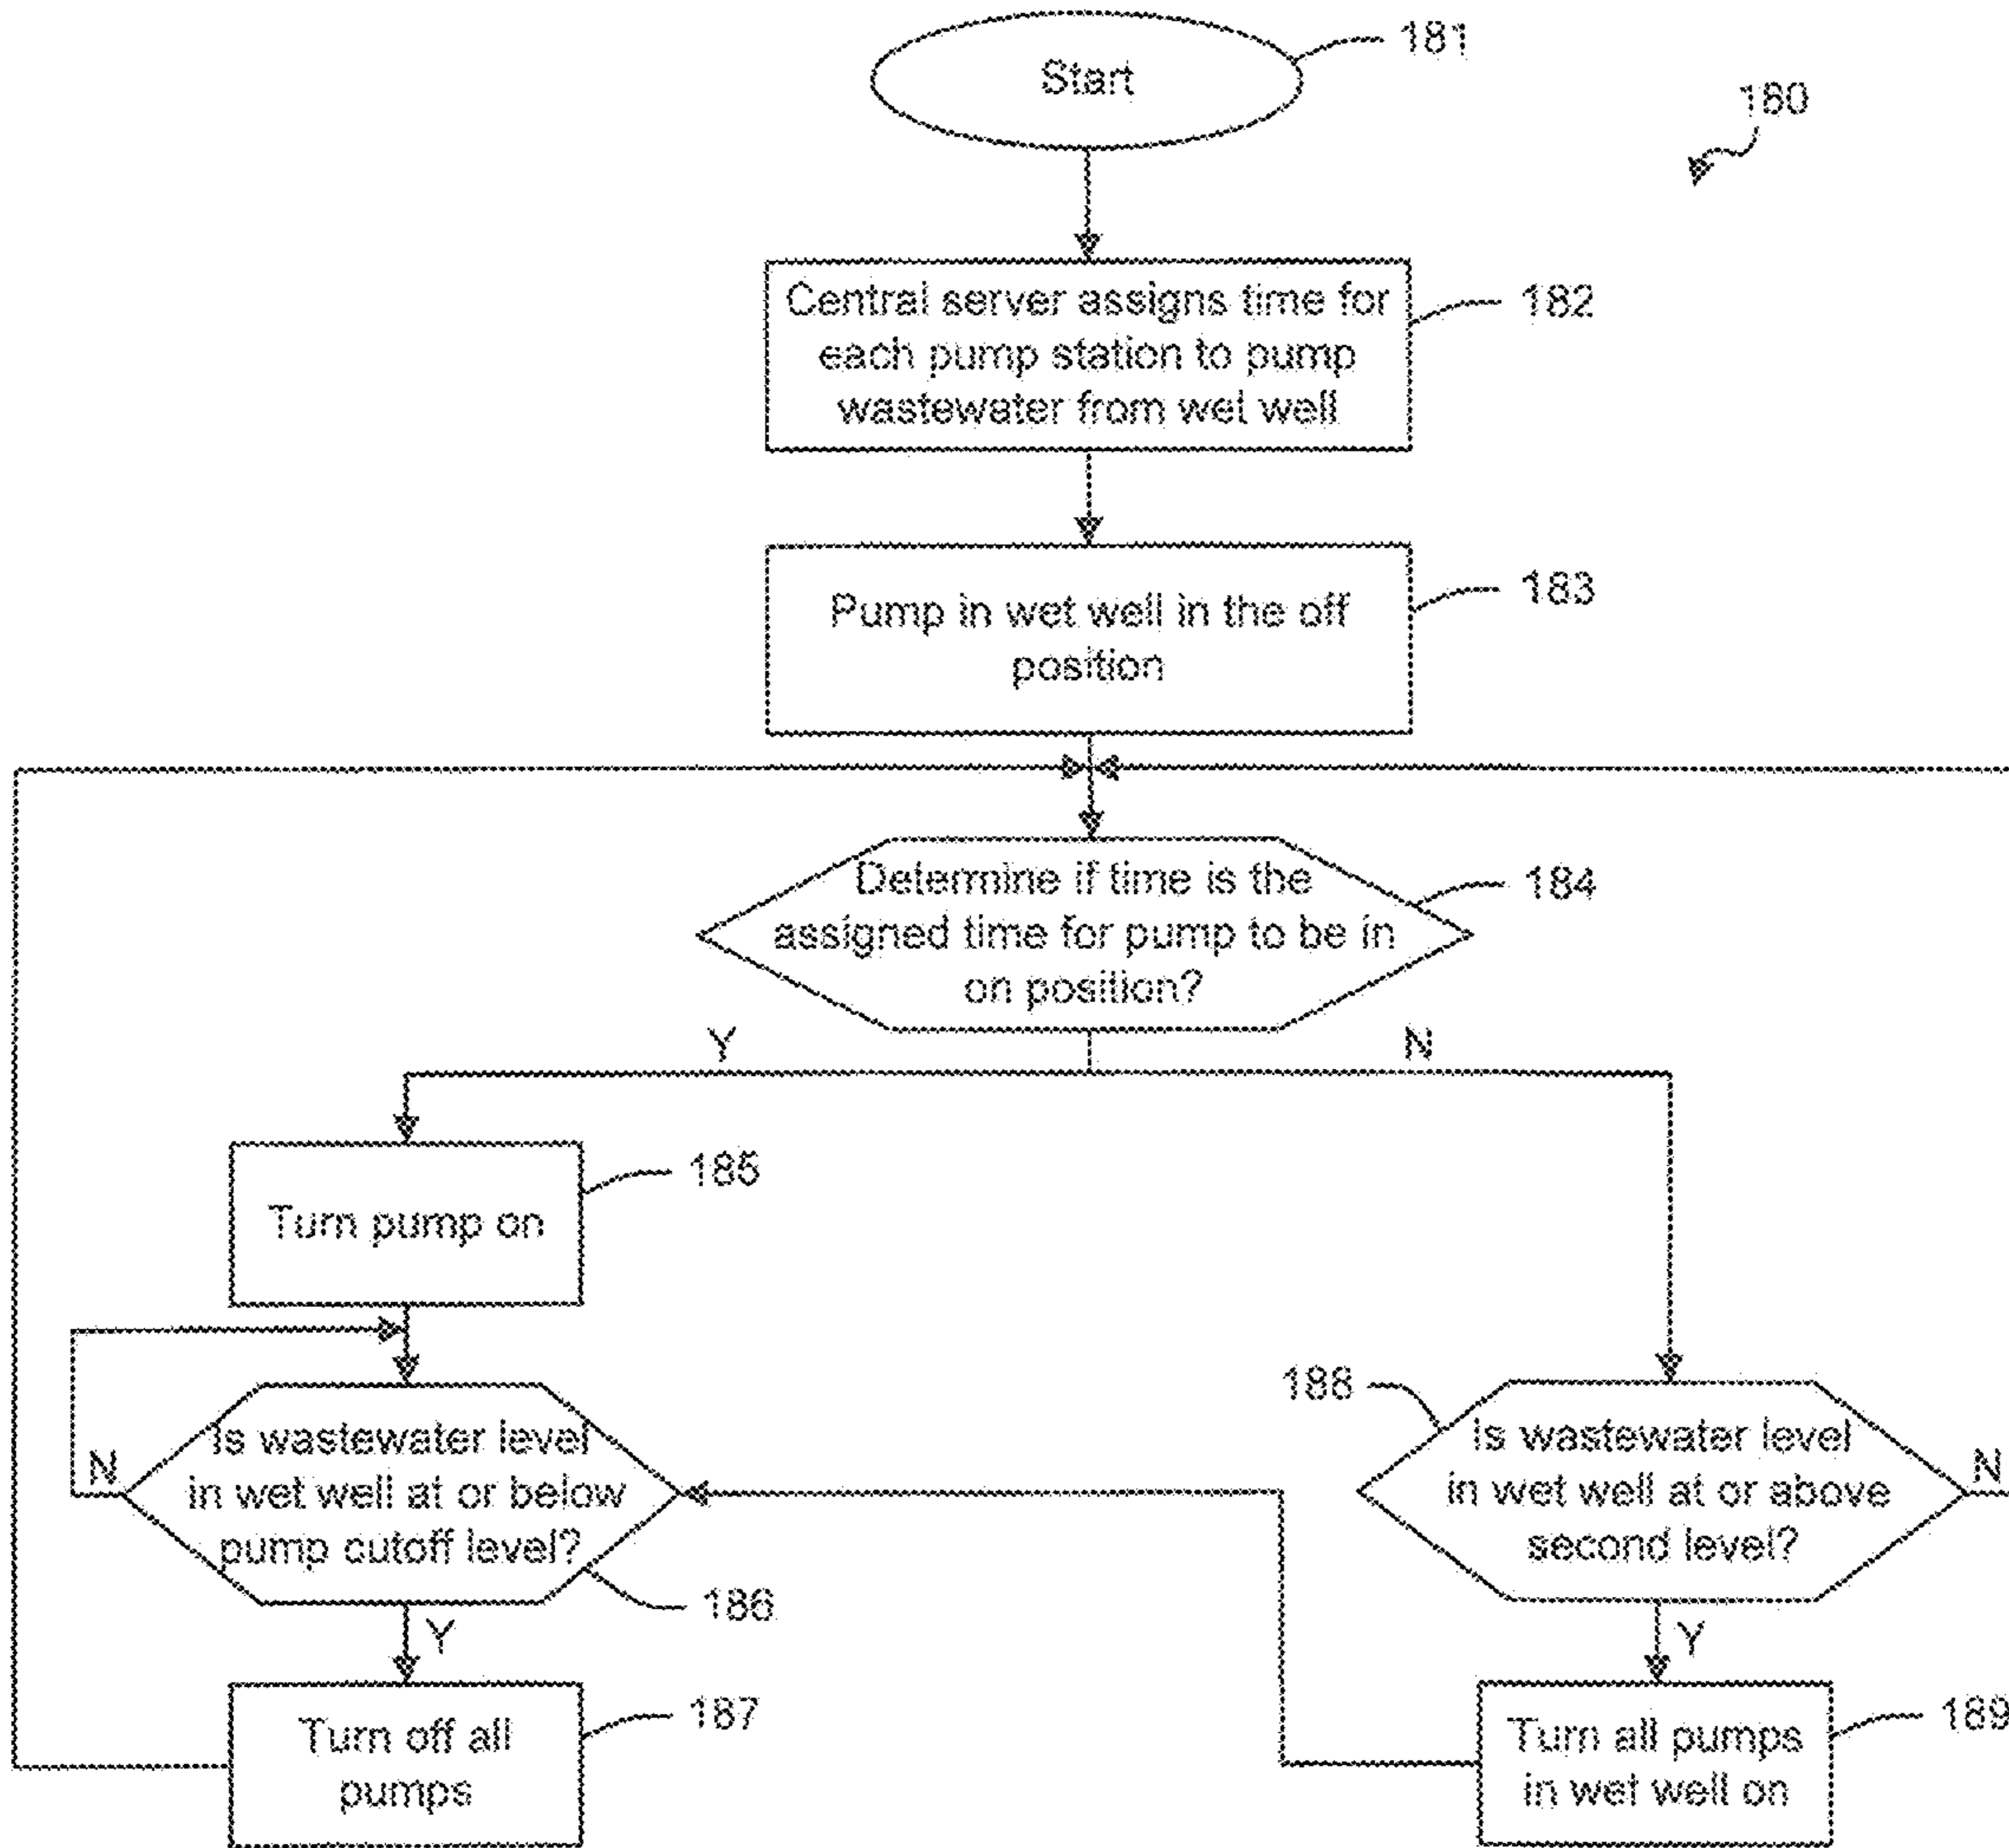 Start
181
180
Central server assigns time for
each pump station to pump
wastewater from wet well
182
Pump in wet well in the off
position
183
Determine if time is the
assigned time for pump to be in
on position?
184
Y
N
Turn pump on
185
Is wastewater level
in wet well at or below
pump cutoff level?
N
186
Y
188
Is wastewater level
in wet well at or above
second level?
N
Y
Turn off all
pumps
187
Turn all pumps
in wet well on
189